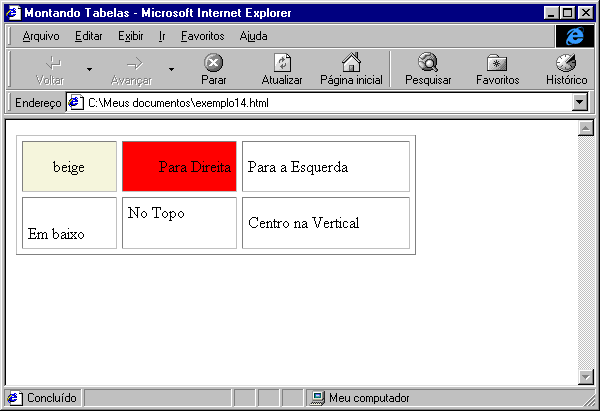 Montando Tabelas - Microsoft Internet Explorer
Arquivo Editar Exibir Ir Favoritos Ajuda
Voltar Avançar Parar Atualizar Página inicial Pesquisar Favoritos Histórico
Endereço C:\Meus documentos\exemplo14.html
beige Para Direita Para a Esquerda
Em baixo No Topo Centro na Vertical
Concluído Meu computador